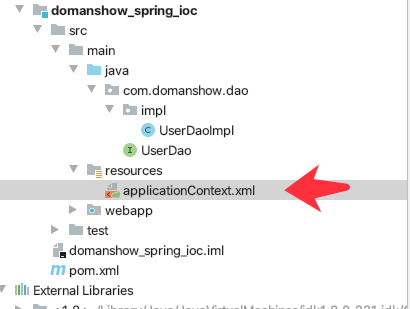 domanshow_spring_ioc
src
main
java
com.domanshow.dao
impl
C UserDaoImpl
I UserDao
resources
applicationContext.xml
webapp
test
domanshow_spring_ioc.iml
m pom.xml
External Libraries